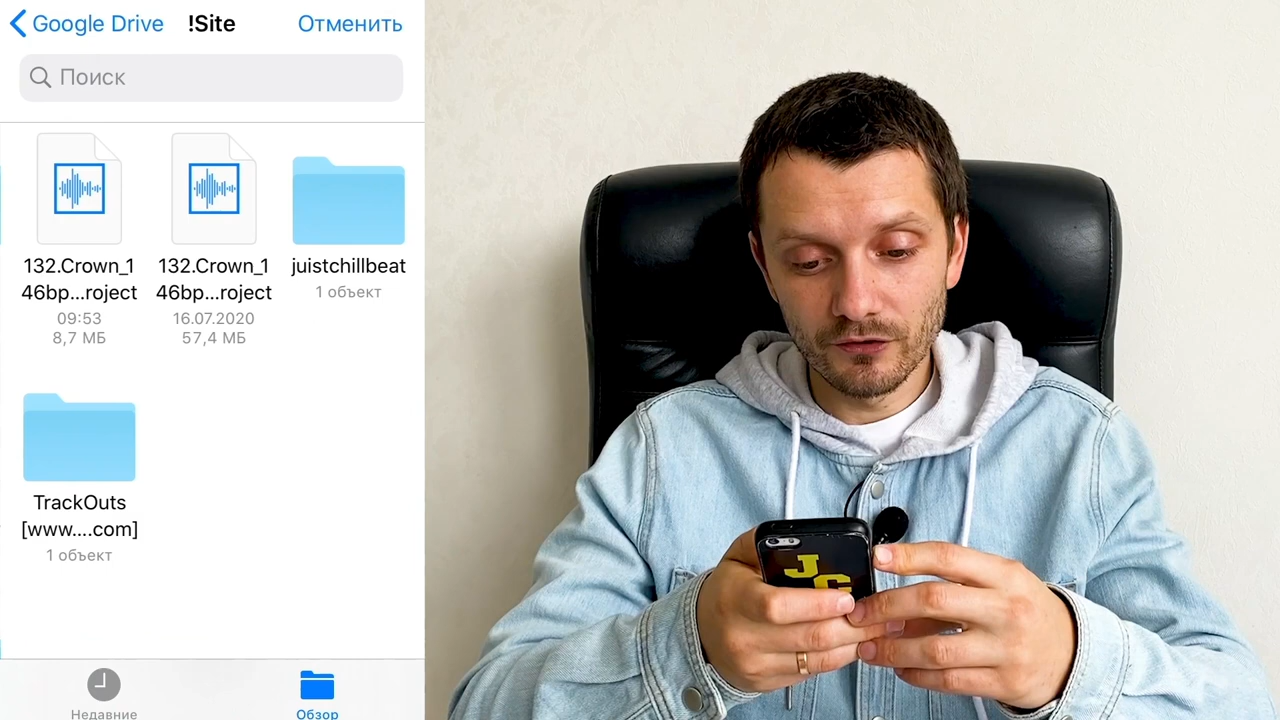 Google Drive
!Site
Отменить
Поиск
132.Crown_1
46bp...roject
09:53
8,7 МБ
132.Crown_1
46bp...roject
16.07.2020
57,4 МБ
juistchillbeat
1 объект
TrackOuts
[www....com]
1 объект
Недавние
Обзор
JC